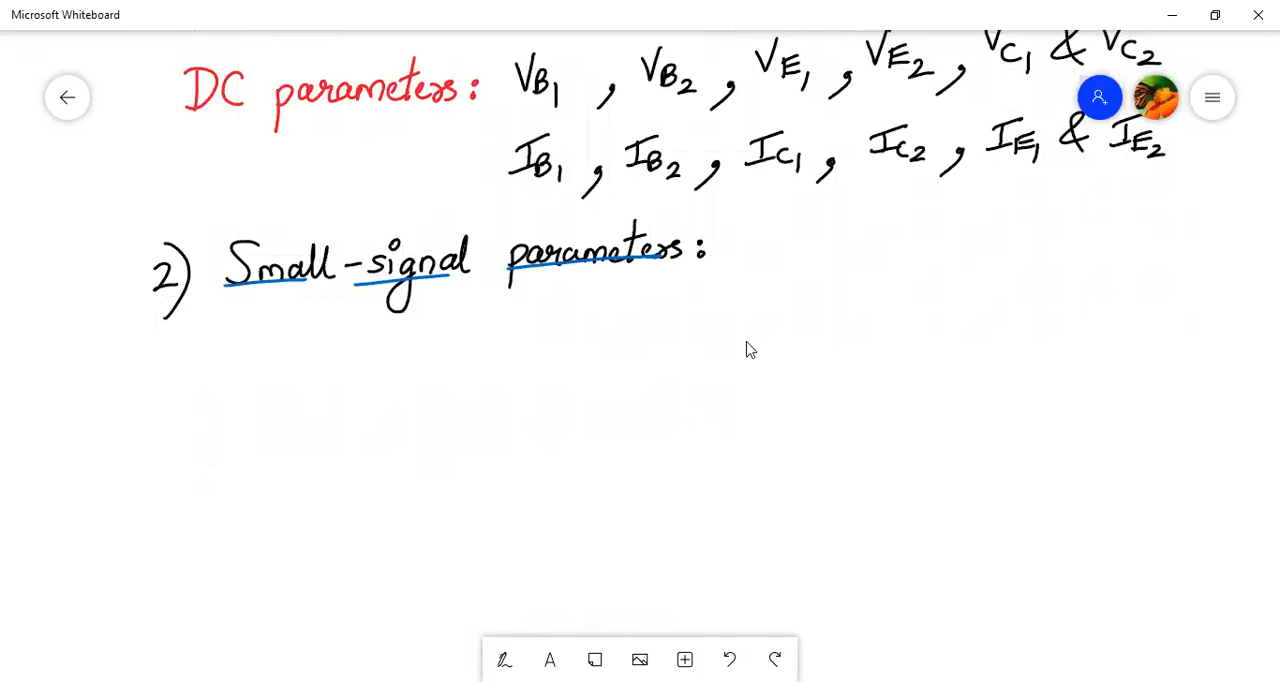 Microsoft Whiteboard
DC parameters: VB1, VB2, VE1, VE2, VC1 & VC2
IB1, IB2, IC1, IC2, IE1 & IE2
2) Small-signal parameters: